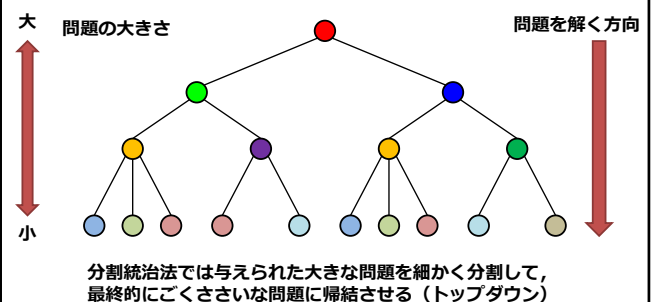 大
問題の大きさ
問題を解く方向
小
分割統治法では与えられた大きな問題を細かく分割して，
最終的にごくささいな問題に帰結させる（トップダウン）